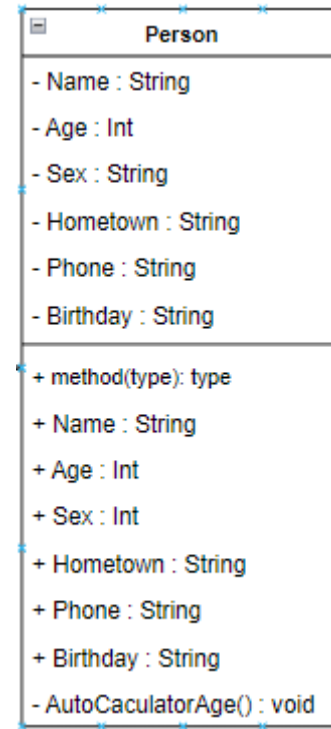 Person
- Name : String
- Age : Int
- Sex : String
- Hometown : String
- Phone : String
- Birthday : String
+ method(type): type
+ Name : String
+ Age : Int
+ Sex : Int
+ Hometown : String
+ Phone : String
+ Birthday : String
- AutoCaculatorAge() : void